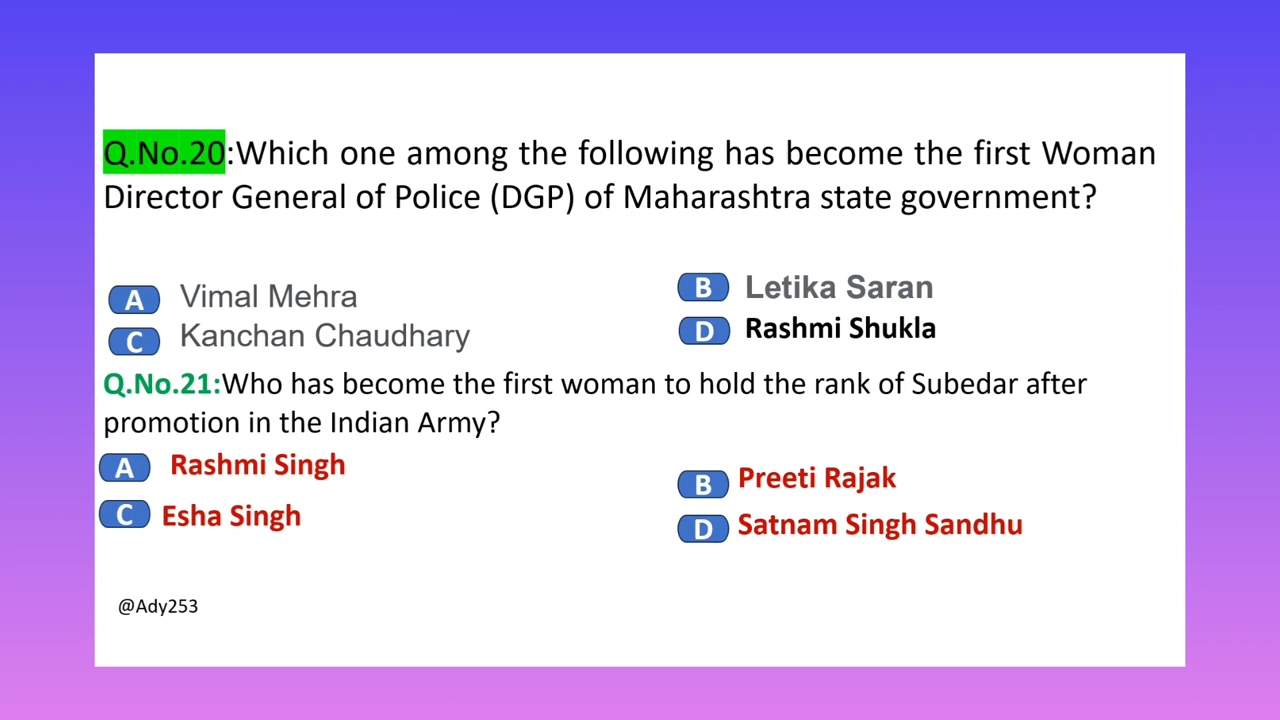 Q.No.20:Which one among the following has become the first Woman
Director General of Police (DGP) of Maharashtra state government?
A Vimal Mehra
B Letika Saran
C Kanchan Chaudhary
D Rashmi Shukla
Q.No.21:Who has become the first woman to hold the rank of Subedar after
promotion in the Indian Army?
A Rashmi Singh
B Preeti Rajak
C Esha Singh
D Satnam Singh Sandhu
@Ady253